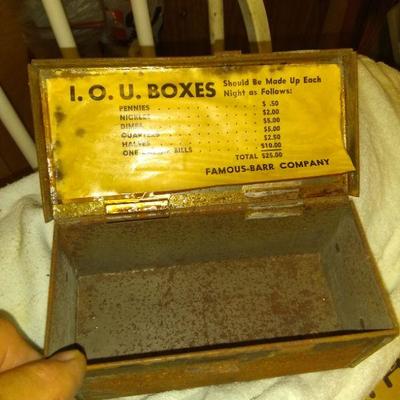 I. O. U. BOXES Should Be Made Up Each
Night as Follows:
PENNIES $ .50
NICKLES $2.00
DIMES $5.00
QUARTERS $5.00
HALVES $2.50
ONE BILLS $10.00
TOTAL $25.00
FAMOUS-BARR COMPANY